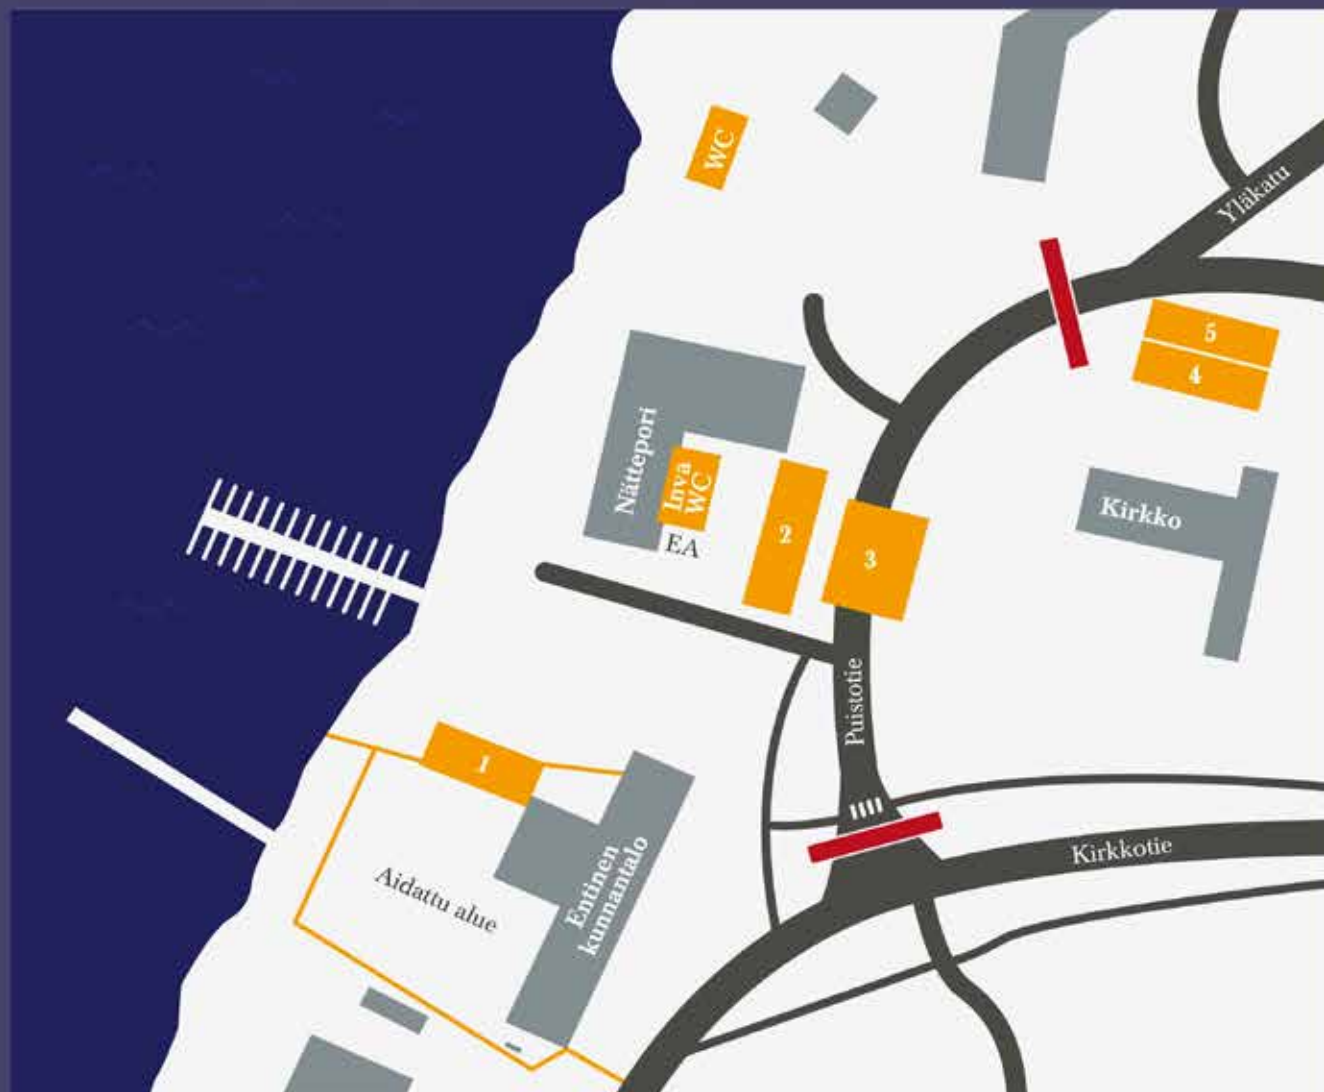 WC
Yläkatu
5
4
Nättepori
Inva
WC
EA
2
3
Kirkko
Puistotie
1
Entinen
kunnantalo
Aidattu alue
Kirkkotie